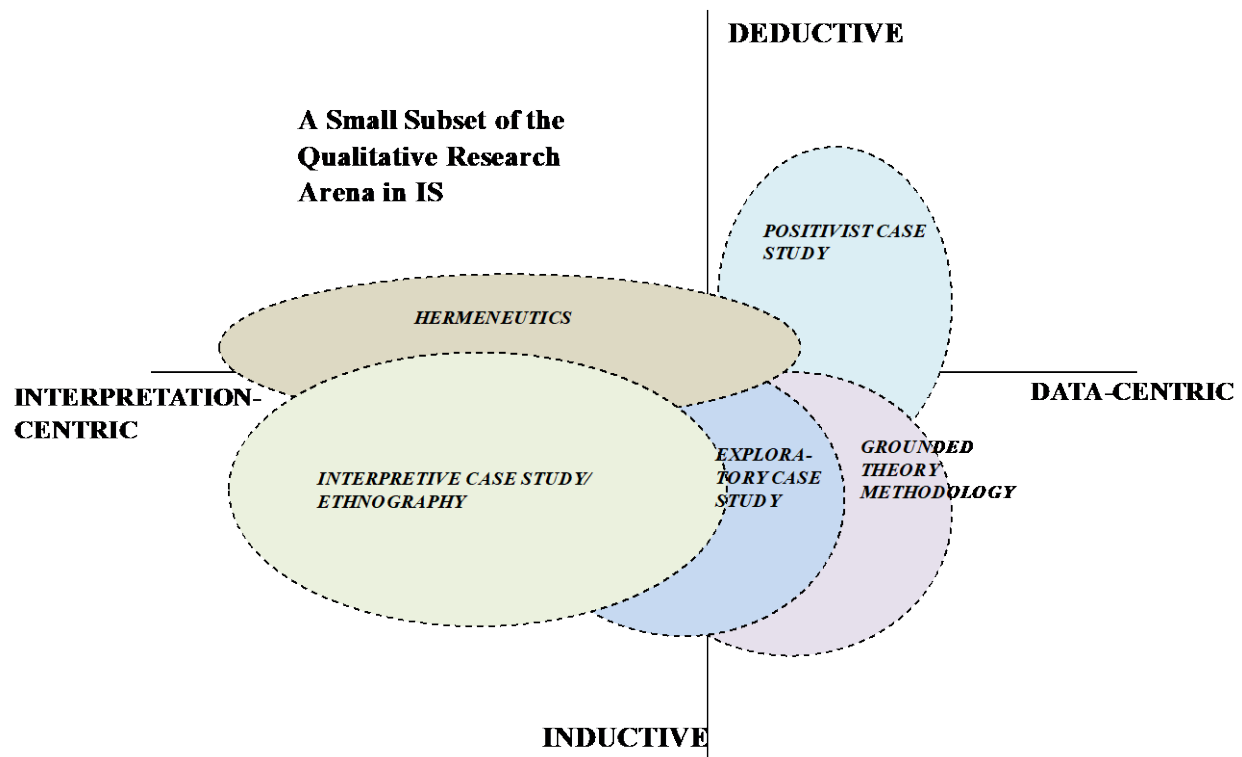 DEDUCTIVE
A Small Subset of the
Qualitative Research
Arena in IS
POSITIVIST CASE
STUDY
HERMENEUTICS
INTERPRETATION-
CENTRIC
DATA-CENTRIC
INTERPRETIVE CASE STUDY/
ETHNOGRAPHY
EXPLORA-
TORY CASE
STUDY
GROUNDED
THEORY
METHODOLOGY
INDUCTIVE